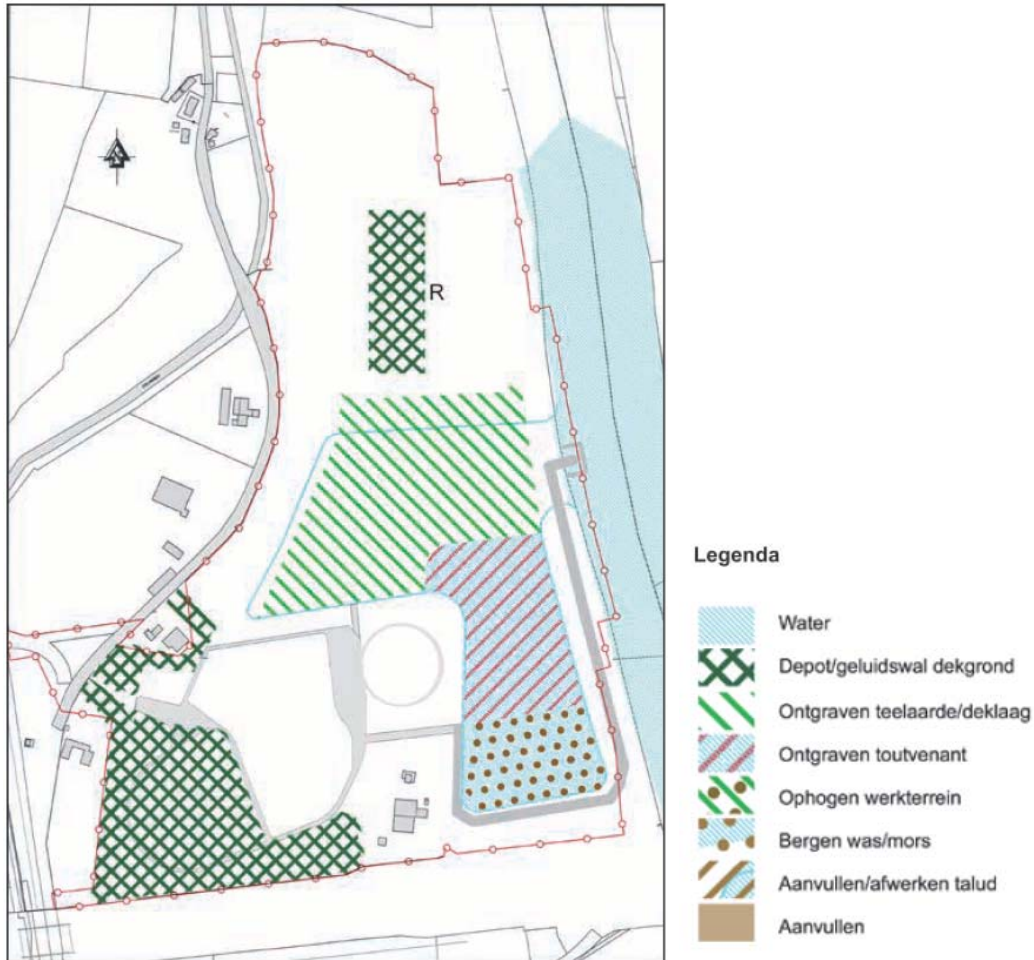 R
Legenda
Water
Depot/geluidswal dekgrond
Ontgraven teelaarde/deklaag
Ontgraven toutvenant
Ophogen werkterrein
Bergen was/mors
Aanvullen/afwerken talud
Aanvullen